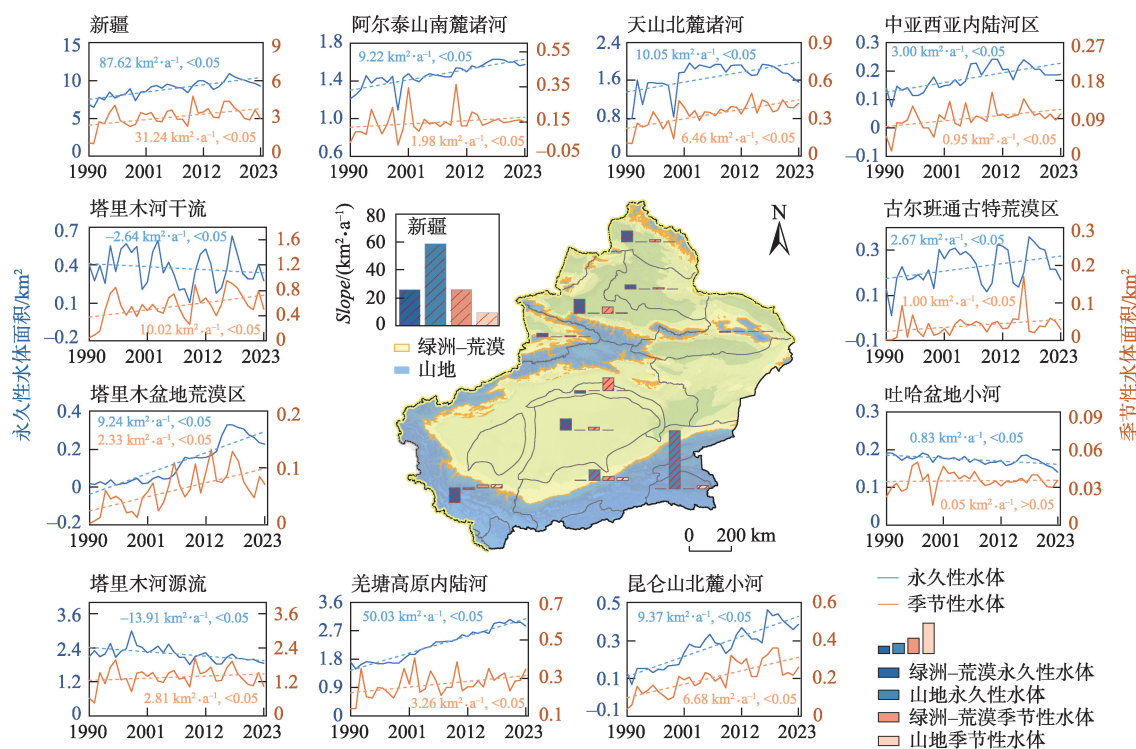 新疆
15
10
5
0
9
6
3
0
87.62 km²·a⁻¹, <0.05
31.24 km²·a⁻¹, <0.05
1990 2001 2012 2023
阿尔泰山南麓诸河
1.8
1.4
1.0
0.6
0.55
0.35
0.15
−0.05
9.22 km²·a⁻¹, <0.05
1.98 km²·a⁻¹, <0.05
1990 2001 2012 2023
天山北麓诸河
2.4
1.6
0.8
0
0.9
0.6
0.3
0
10.05 km²·a⁻¹, <0.05
6.46 km²·a⁻¹, <0.05
1990 2001 2012 2023
中亚西亚内陆河区
0.3
0.2
0.1
0
−0.1
0.27
0.18
0.09
0
3.00 km²·a⁻¹, <0.05
0.95 km²·a⁻¹, <0.05
1990 2001 2012 2023
塔里木河干流
0.7
0.4
0.1
−0.2
1.6
1.2
0.8
0.4
0
−2.64 km²·a⁻¹, <0.05
10.02 km²·a⁻¹, <0.05
1990 2001 2012 2023
Slope/(km²·a⁻¹)
80
60
40
20
0
新疆
绿洲–荒漠
山地
N
0 200 km
古尔班通古特荒漠区
0.3
0.1
−0.1
0.3
0.2
0.1
0
2.67 km²·a⁻¹, <0.05
1.00 km²·a⁻¹, <0.05
1990 2001 2012 2023
永久性水体面积/km²
季节性水体面积/km²
塔里木盆地荒漠区
0.4
0.2
0
−0.2
0.2
0.1
0
9.24 km²·a⁻¹, <0.05
2.33 km²·a⁻¹, <0.05
1990 2001 2012 2023
吐哈盆地小河
0.3
0.2
0.1
0
0.09
0.06
0.03
0
0.83 km²·a⁻¹, <0.05
0.05 km²·a⁻¹, >0.05
1990 2001 2012 2023
塔里木河源流
3.6
2.4
1.2
0
3.6
2.4
1.2
0
−13.91 km²·a⁻¹, <0.05
2.81 km²·a⁻¹, <0.05
1990 2001 2012 2023
羌塘高原内陆河
3.6
2.7
1.8
0.9
0
0.7
0.5
0.3
0.1
50.03 km²·a⁻¹, <0.05
3.26 km²·a⁻¹, <0.05
1990 2001 2012 2023
昆仑山北麓小河
0.5
0.3
0.1
−0.1
0.6
0.4
0.2
0
9.37 km²·a⁻¹, <0.05
6.68 km²·a⁻¹, <0.05
1990 2001 2012 2023
永久性水体
季节性水体
绿洲–荒漠永久性水体
山地永久性水体
绿洲–荒漠季节性水体
山地季节性水体